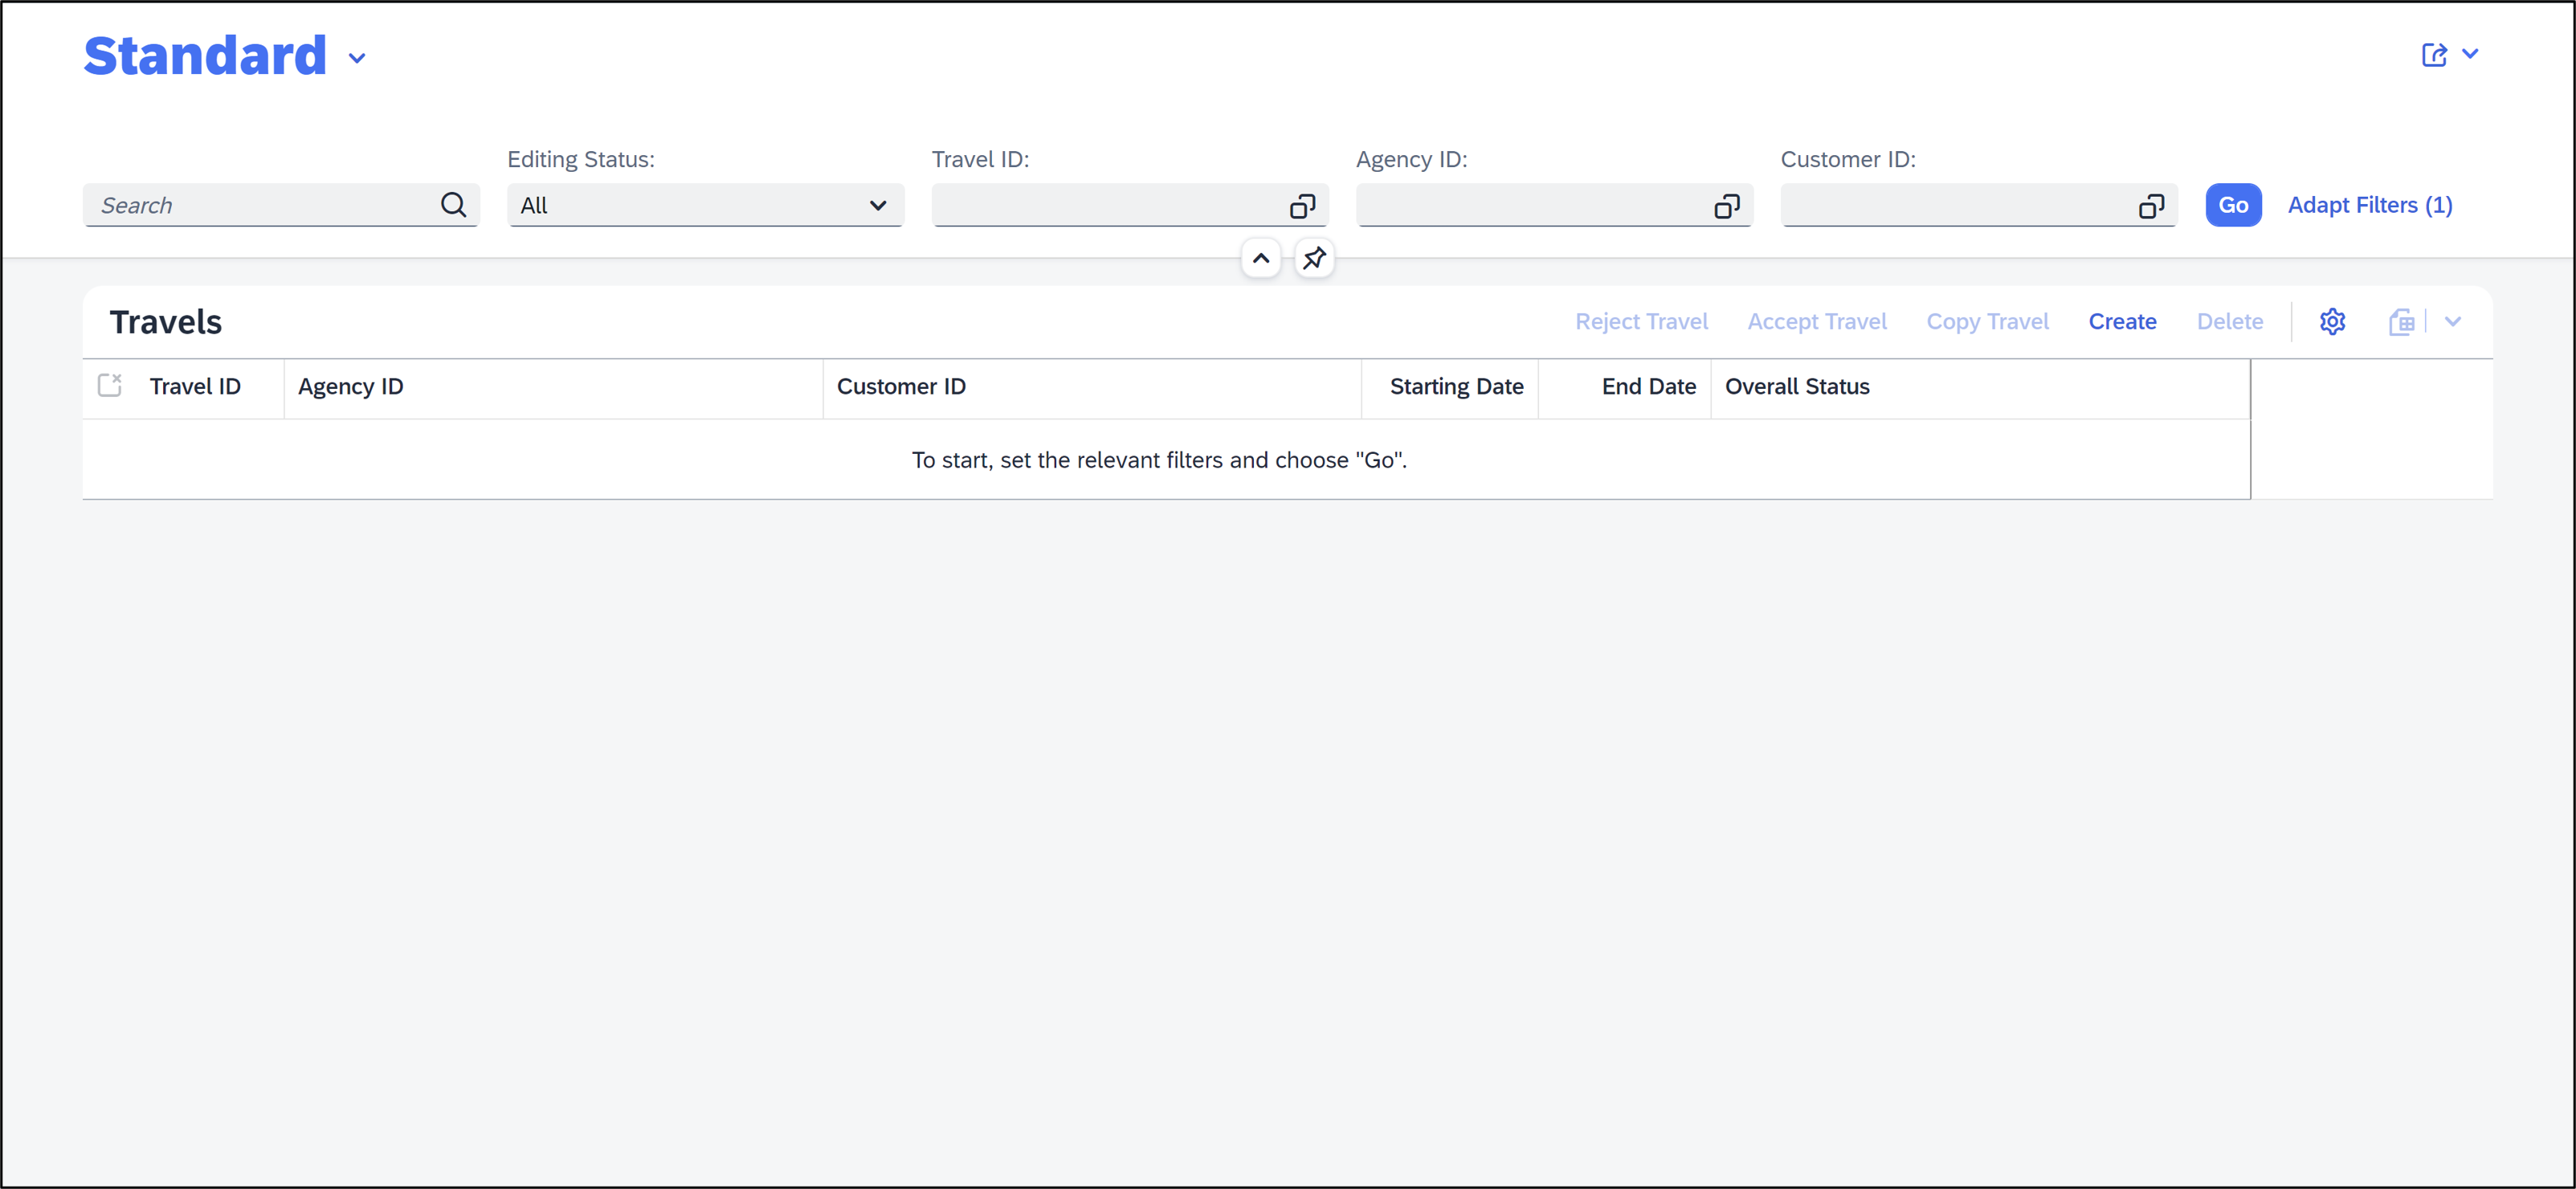 Standard
Editing Status: Travel ID: Agency ID: Customer ID:
Search All Go Adapt Filters (1)
Travels Reject Travel Accept Travel Copy Travel Create Delete
Travel ID Agency ID Customer ID Starting Date End Date Overall Status
To start, set the relevant filters and choose "Go".